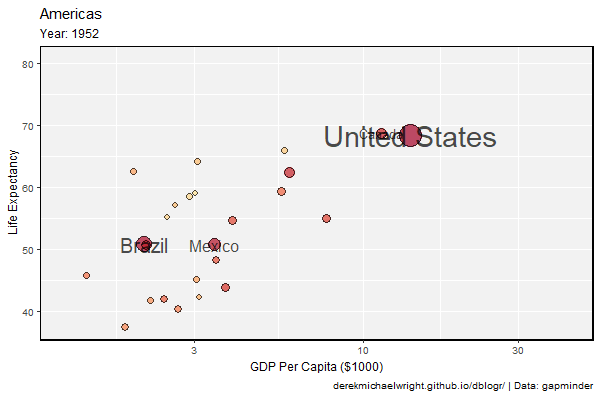 Americas
Year: 1952
80
70
60
50
40
Life Expectancy
United States
Canada
Brazil
Mexico
3
10
30
GDP Per Capita ($1000)
derekmichaelwright.github.io/dblogr/ | Data: gapminder